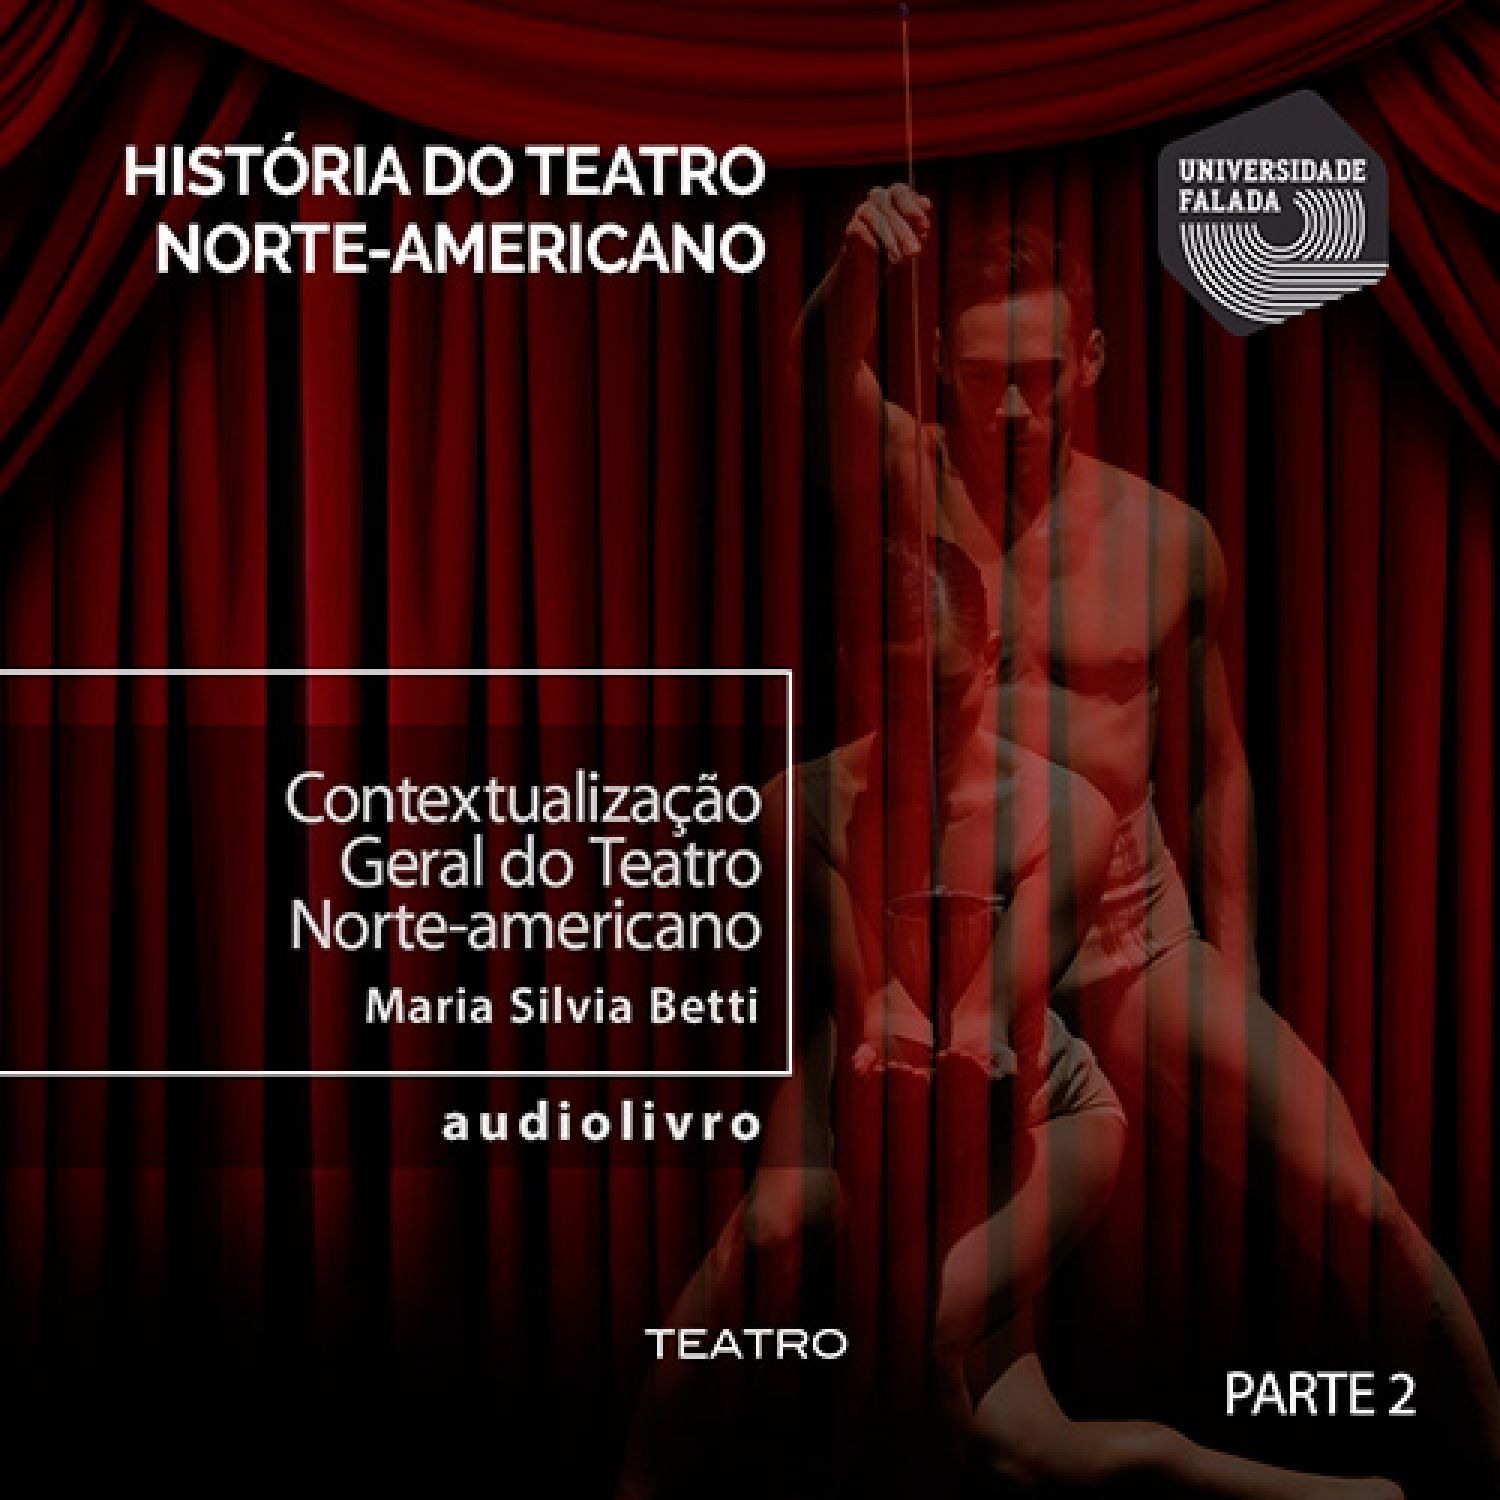 HISTÓRIA DO TEATRO
NORTE-AMERICANO
UNIVERSIDADE
FALADA
Contextualização
Geral do Teatro
Norte-americano
Maria Silvia Betti
audiolivro
TEATRO
PARTE 2